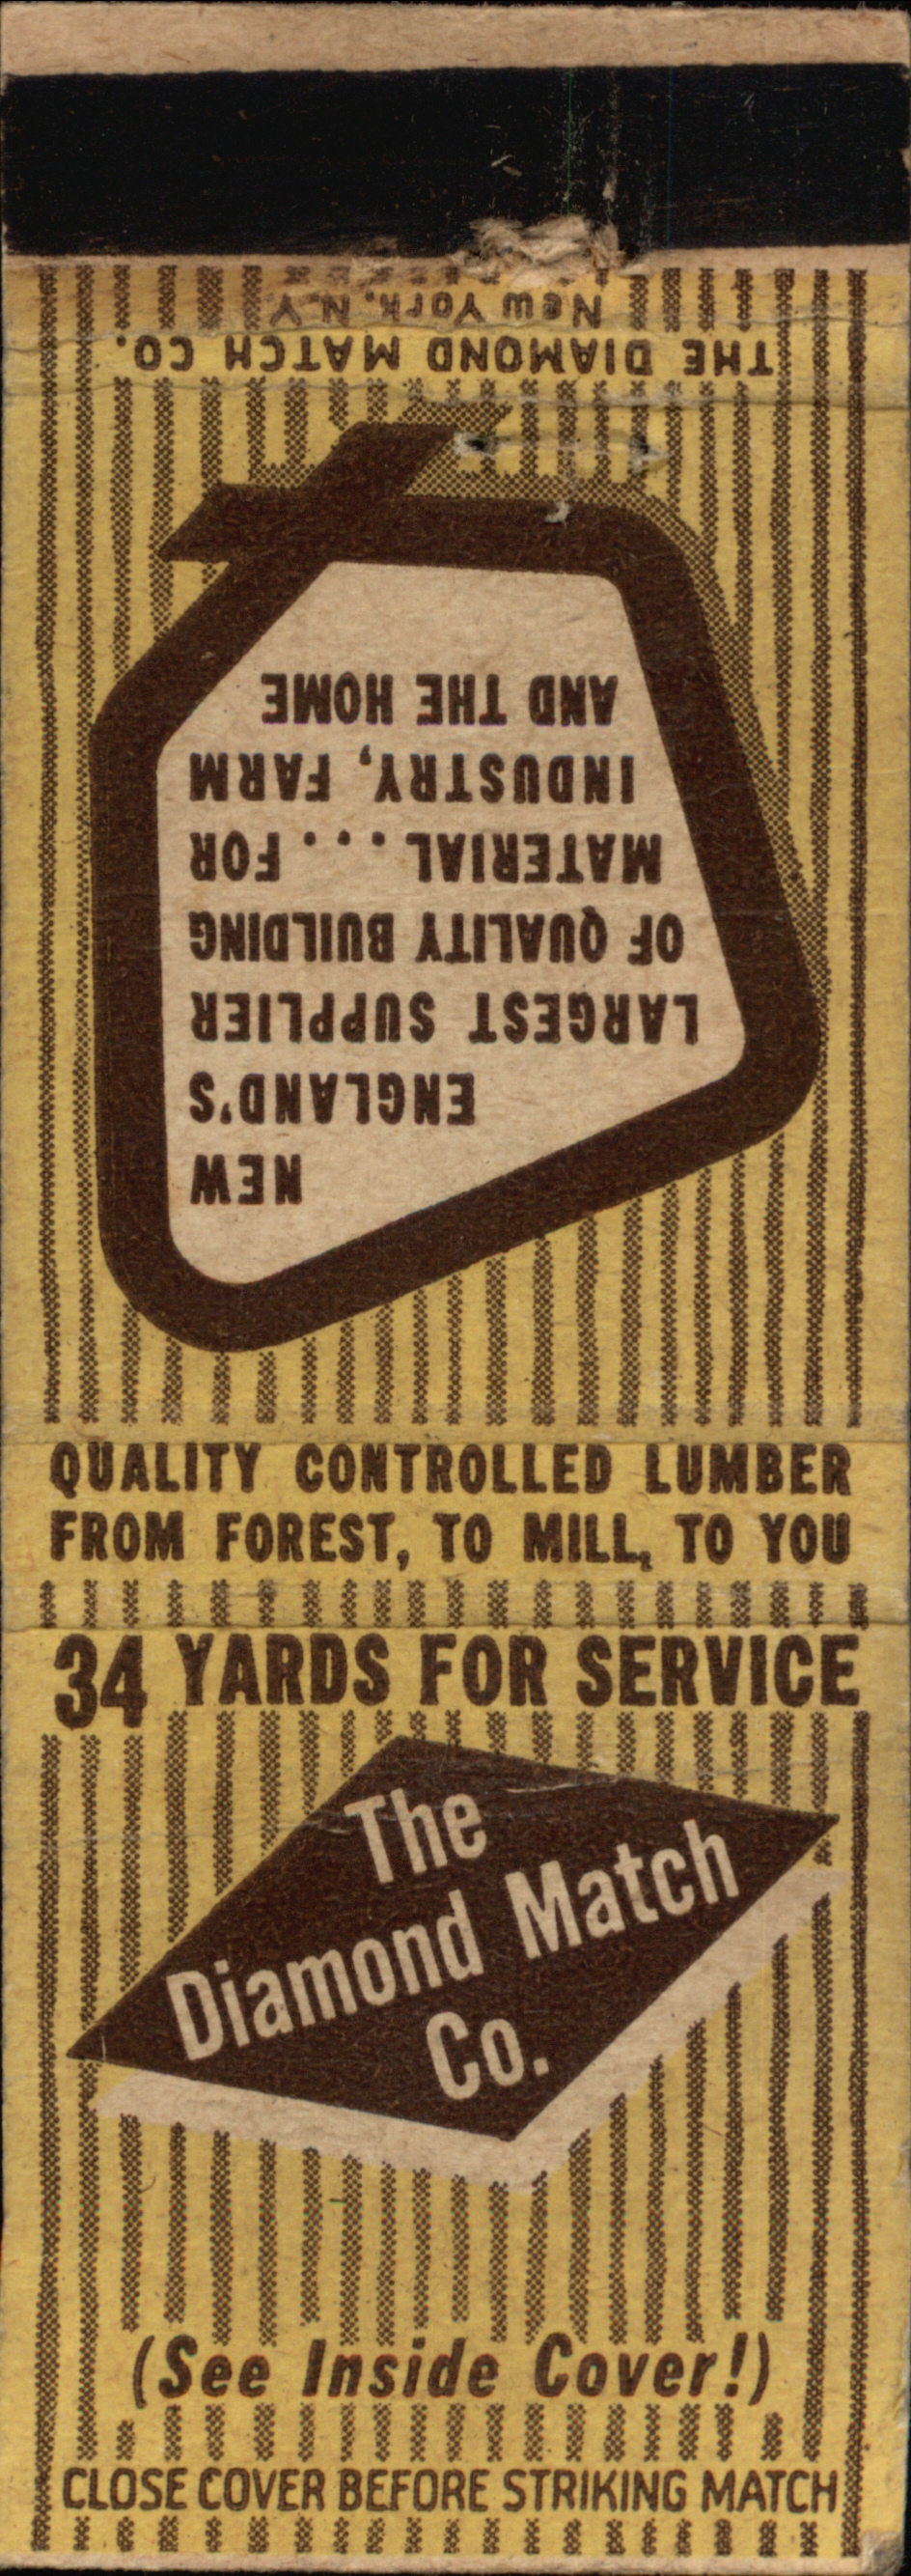 THE DIAMOND MATCH CO.
New York, N.Y.
NEW
ENGLAND'S
LARGEST SUPPLIER
OF QUALITY BUILDING
MATERIAL . . . . FOR
INDUSTRY, FARM
AND THE HOME
QUALITY CONTROLLED LUMBER
FROM FOREST, TO MILL, TO YOU
34 YARDS FOR SERVICE
The
Diamond Match
Co.
(See Inside Cover!)
CLOSE COVER BEFORE STRIKING MATCH